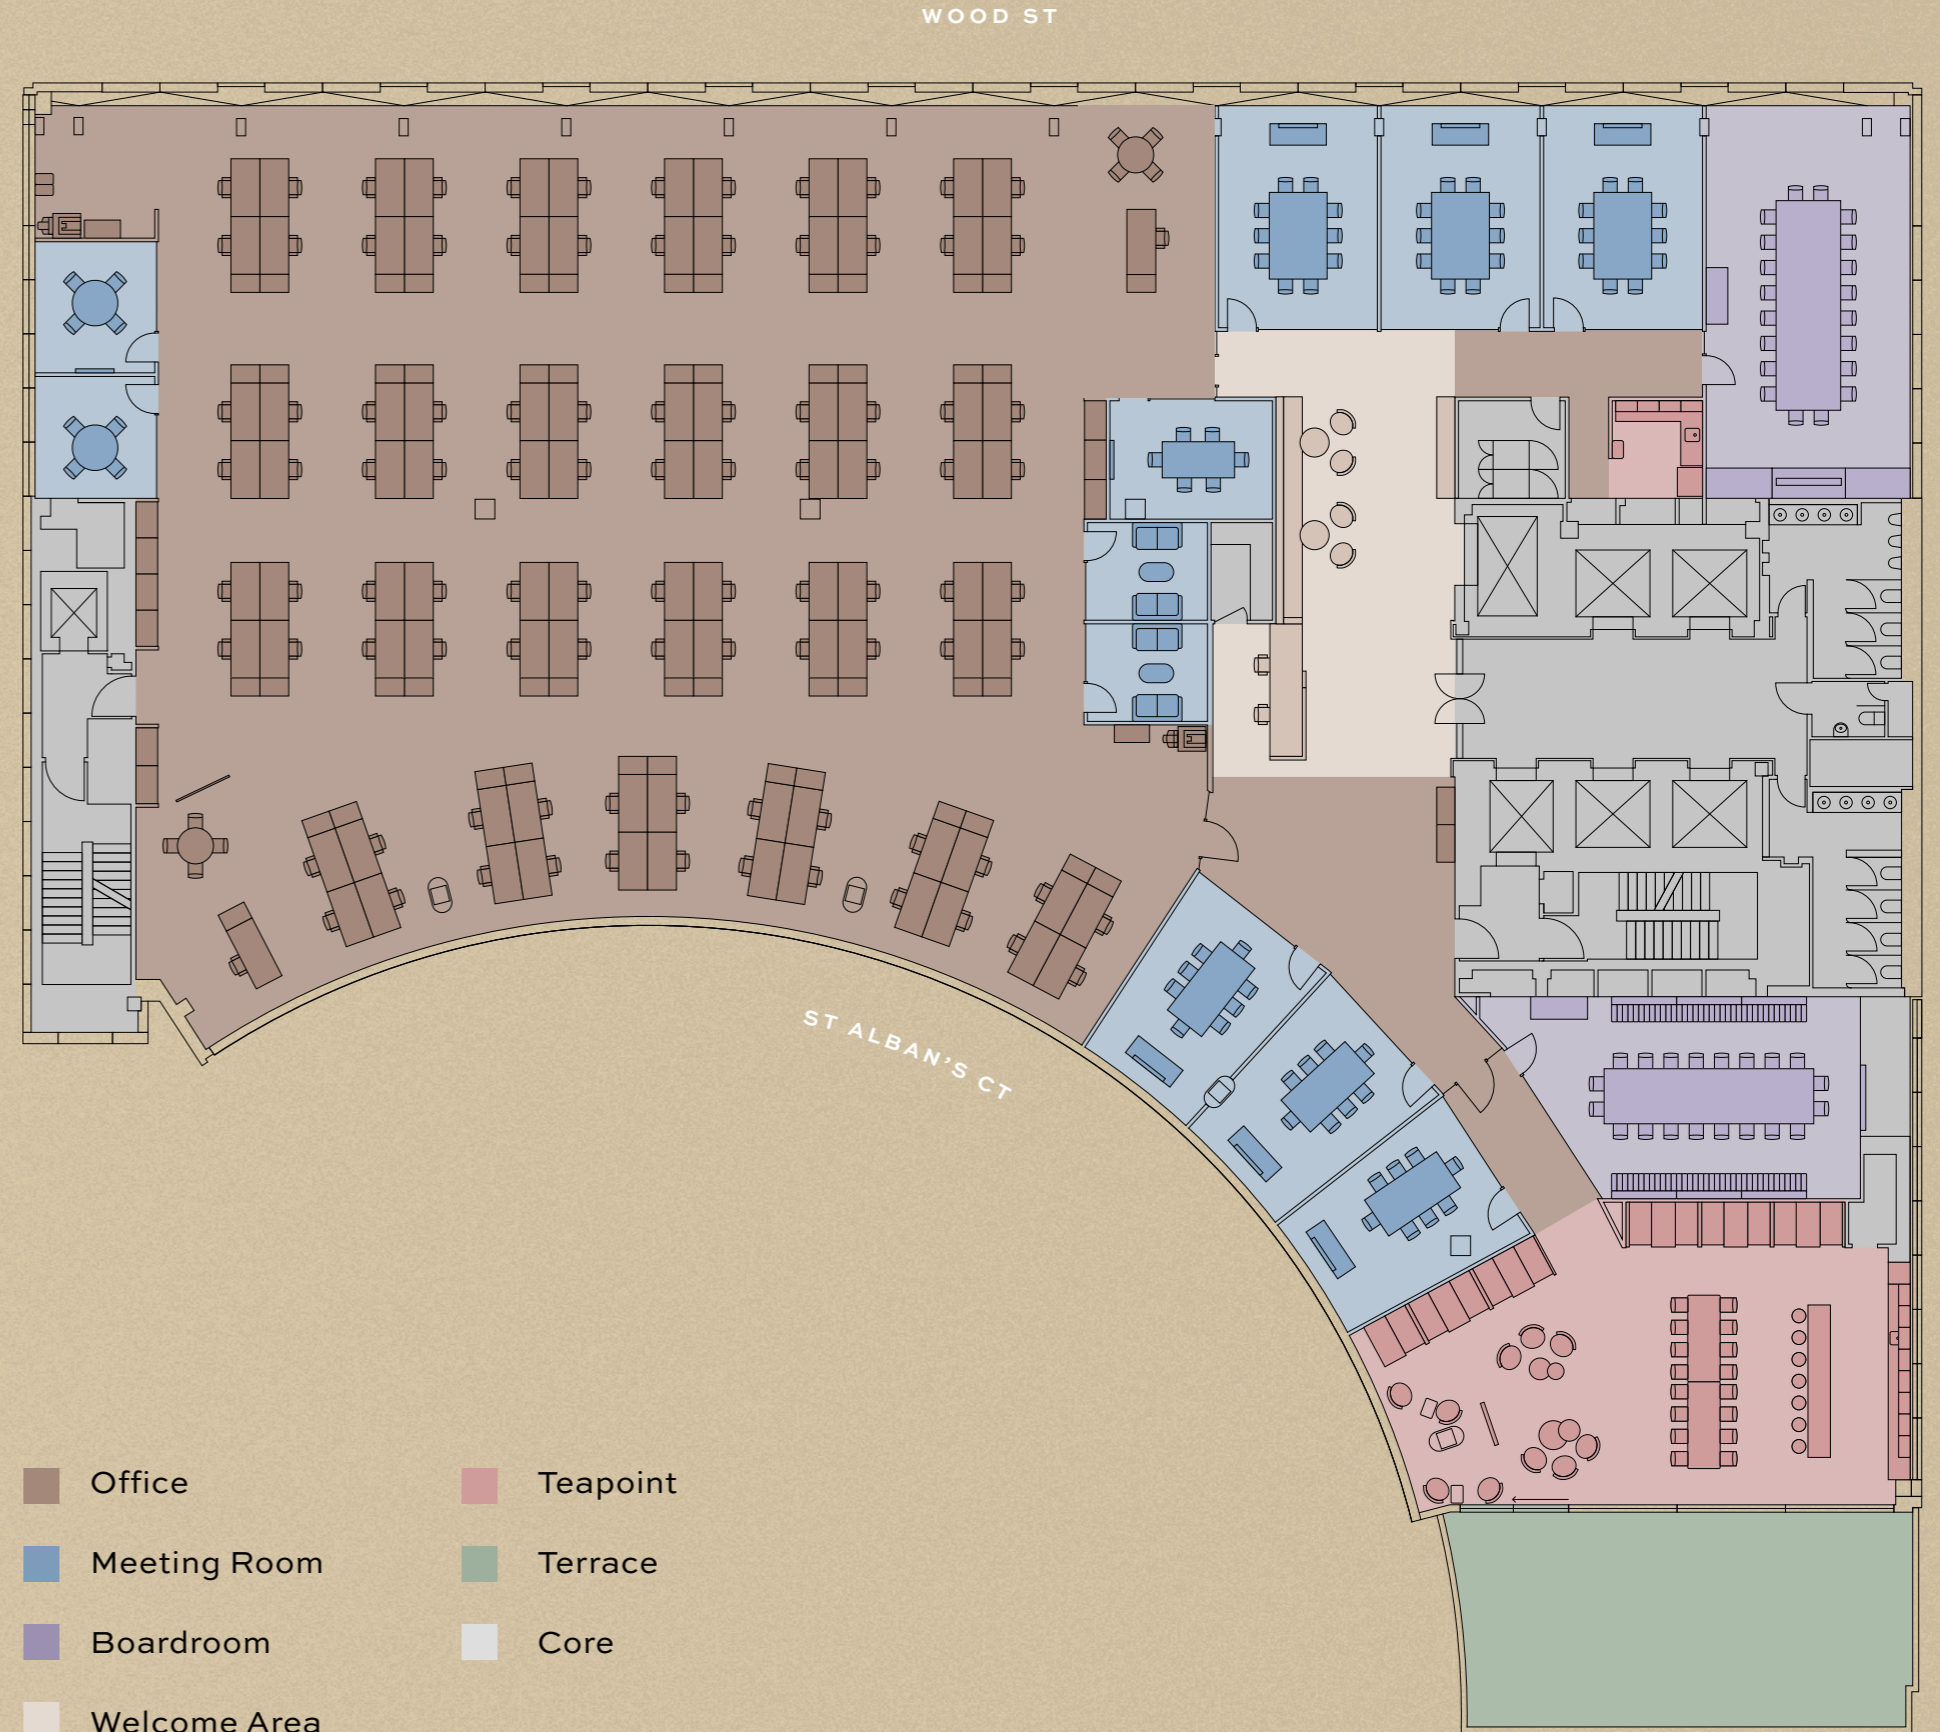 WOOD ST
ST ALBAN’S CT
Office
Meeting Room
Boardroom
Welcome Area
Teapoint
Terrace
Core